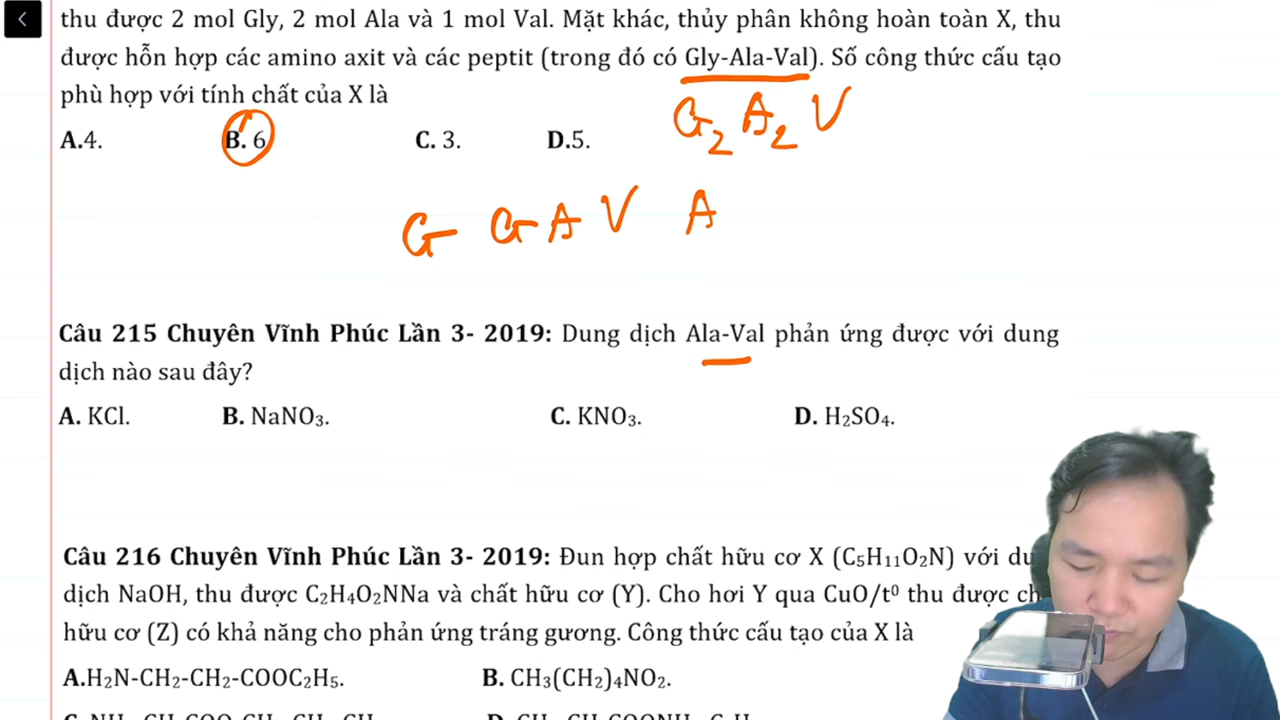 thu được 2 mol Gly, 2 mol Ala và 1 mol Val. Mặt khác, thủy phân không hoàn toàn X, thu
được hỗn hợp các amino axit và các peptit (trong đó có Gly-Ala-Val). Số công thức cấu tạo
phù hợp với tính chất của X là
G₂ A₂ V
A.4. B. 6 C. 3. D.5.
G G A V A
Câu 215 Chuyên Vĩnh Phúc Lần 3- 2019: Dung dịch Ala-Val phản ứng được với dung
dịch nào sau đây?
A. KCl. B. NaNO₃. C. KNO₃. D. H₂SO₄.
Câu 216 Chuyên Vĩnh Phúc Lần 3- 2019: Đun hợp chất hữu cơ X (C₅H₁₁O₂N) với
dịch NaOH, thu được C₂H₄O₂NNa và chất hữu cơ (Y). Cho hơi Y qua CuO/t⁰ thu được
hữu cơ (Z) có khả năng cho phản ứng tráng gương. Công thức cấu tạo của X là
A.H₂N-CH₂-CH₂-COOC₂H₅. B. CH₃(CH₂)₄NO₂.